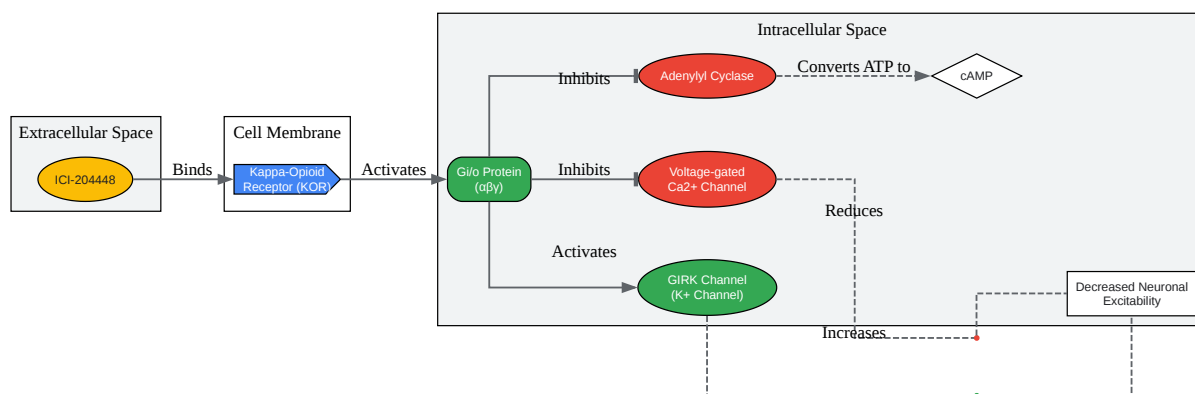 Intracellular Space
Inhibits
Adenylyl Cyclase
Converts ATP to
cAMP
Extracellular Space
ICI-204448
Binds
Cell Membrane
Kappa-Opioid
Receptor (KOR)
Activates
Gi/o Protein
(αβγ)
Inhibits
Voltage-gated
Ca2+ Channel
Reduces
Activates
GIRK Channel
(K+ Channel)
Decreased Neuronal
Excitability
Increases